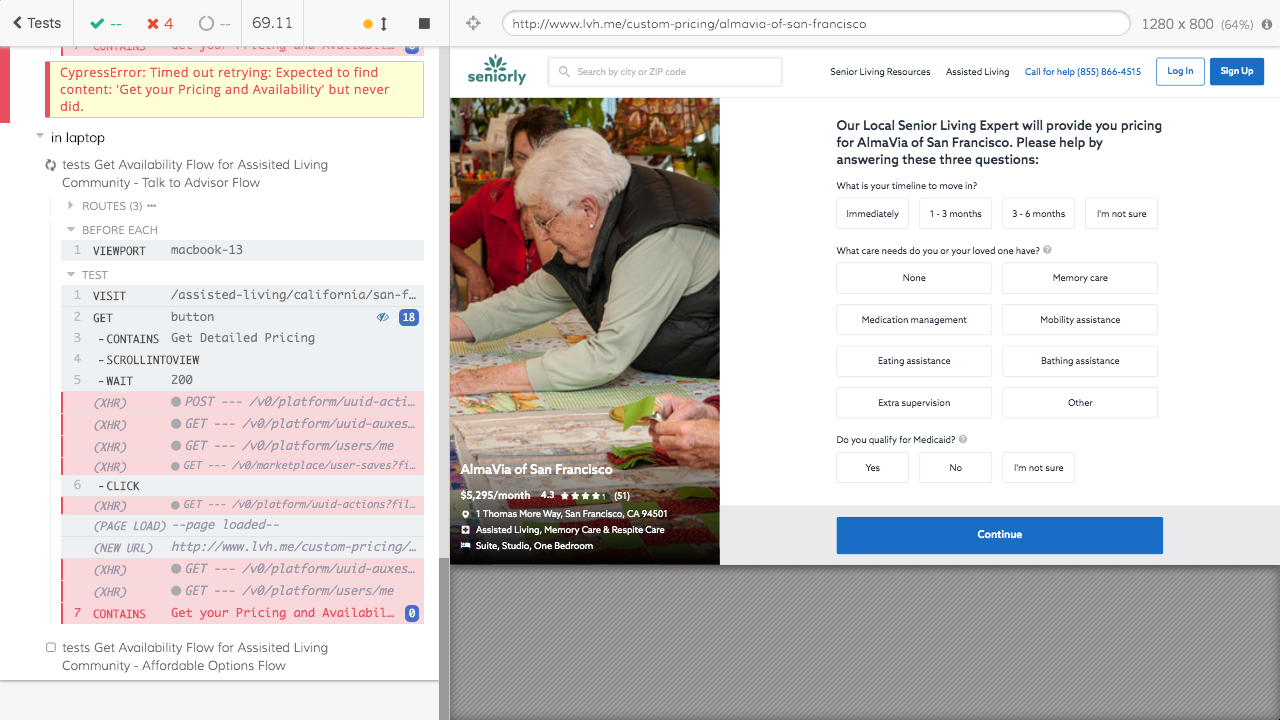 Tests
--
4
--
69.11
http://www.lvh.me/custom-pricing/almavia-of-san-francisco
1280 x 800 (64%)
7 CONTAINS Get your Pricing and Availabil… 0
CypressError: Timed out retrying: Expected to find
content: 'Get your Pricing and Availability' but never
did.
in laptop
tests Get Availability Flow for Assisited Living
Community - Talk to Advisor Flow
ROUTES (3)
BEFORE EACH
1 VIEWPORT macbook-13
TEST
1 VISIT /assisted-living/california/san-f…
2 GET button 18
3 -CONTAINS Get Detailed Pricing
4 -SCROLLINTOVIEW
5 -WAIT 200
(XHR) POST --- /v0/platform/uuid-acti…
(XHR) GET --- /v0/platform/uuid-auxes…
(XHR) GET --- /v0/platform/users/me
(XHR) GET --- /v0/marketplace/user-saves?fi…
6 -CLICK
(XHR) GET --- /v0/platform/uuid-actions?fil…
(PAGE LOAD) --page loaded--
(NEW URL) http://www.lvh.me/custom-pricing/…
(XHR) GET --- /v0/platform/uuid-auxes…
(XHR) GET --- /v0/platform/users/me
7 CONTAINS Get your Pricing and Availabil… 0
tests Get Availability Flow for Assisited Living
Community - Affordable Options Flow
seniorly
Search by city or ZIP code
Senior Living Resources
Assisted Living
Call for help (855) 866-4515
Log In
Sign Up
AlmaVia of San Francisco
$5,295/month 4.3 (51)
1 Thomas More Way, San Francisco, CA 94501
Assisted Living, Memory Care & Respite Care
Suite, Studio, One Bedroom
Our Local Senior Living Expert will provide you pricing
for AlmaVia of San Francisco. Please help by
answering these three questions:
What is your timeline to move in?
Immediately
1 - 3 months
3 - 6 months
I'm not sure
What care needs do you or your loved one have?
None
Memory care
Medication management
Mobility assistance
Eating assistance
Bathing assistance
Extra supervision
Other
Do you qualify for Medicaid?
Yes
No
I'm not sure
Continue